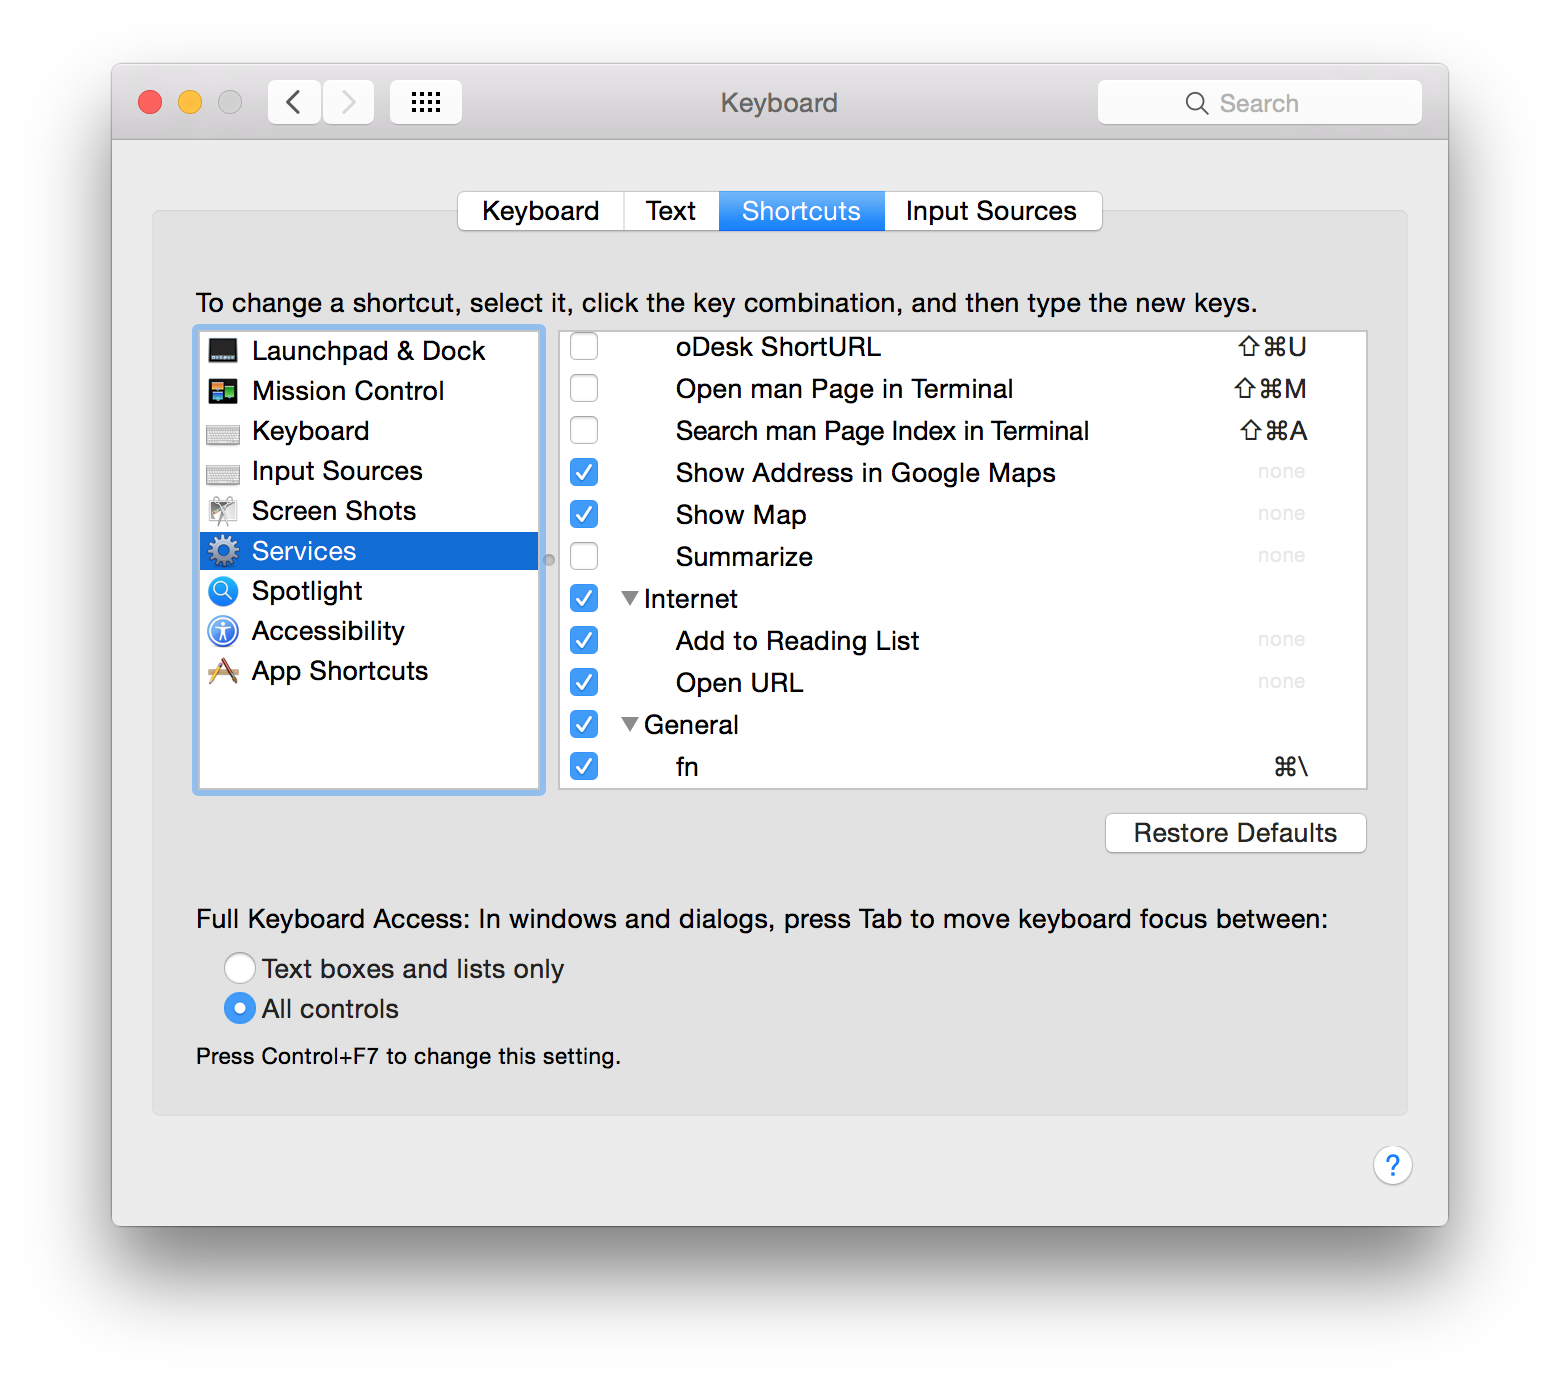 Keyboard
Search
Keyboard Text Shortcuts Input Sources
To change a shortcut, select it, click the key combination, and then type the new keys.
Launchpad & Dock
Mission Control
Keyboard
Input Sources
Screen Shots
Services
Spotlight
Accessibility
App Shortcuts
oDesk ShortURL ⇧⌘U
Open man Page in Terminal ⇧⌘M
Search man Page Index in Terminal ⇧⌘A
Show Address in Google Maps none
Show Map none
Summarize none
Internet
Add to Reading List none
Open URL none
General
fn ⌘\
Restore Defaults
Full Keyboard Access: In windows and dialogs, press Tab to move keyboard focus between:
Text boxes and lists only
All controls
Press Control+F7 to change this setting.
?